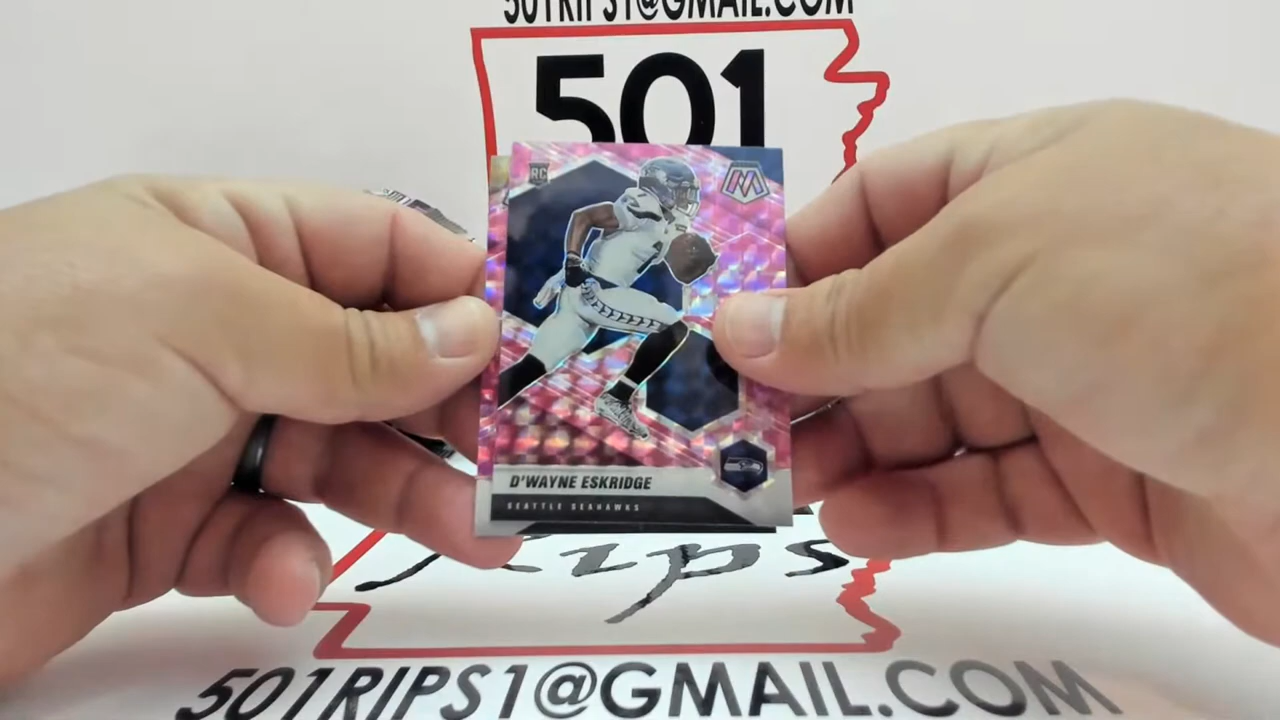 501RIPS1@GMAIL.COM
501
RC
M
D'WAYNE ESKRIDGE
SEATTLE SEAHAWKS
Rips
501RIPS1@GMAIL.COM